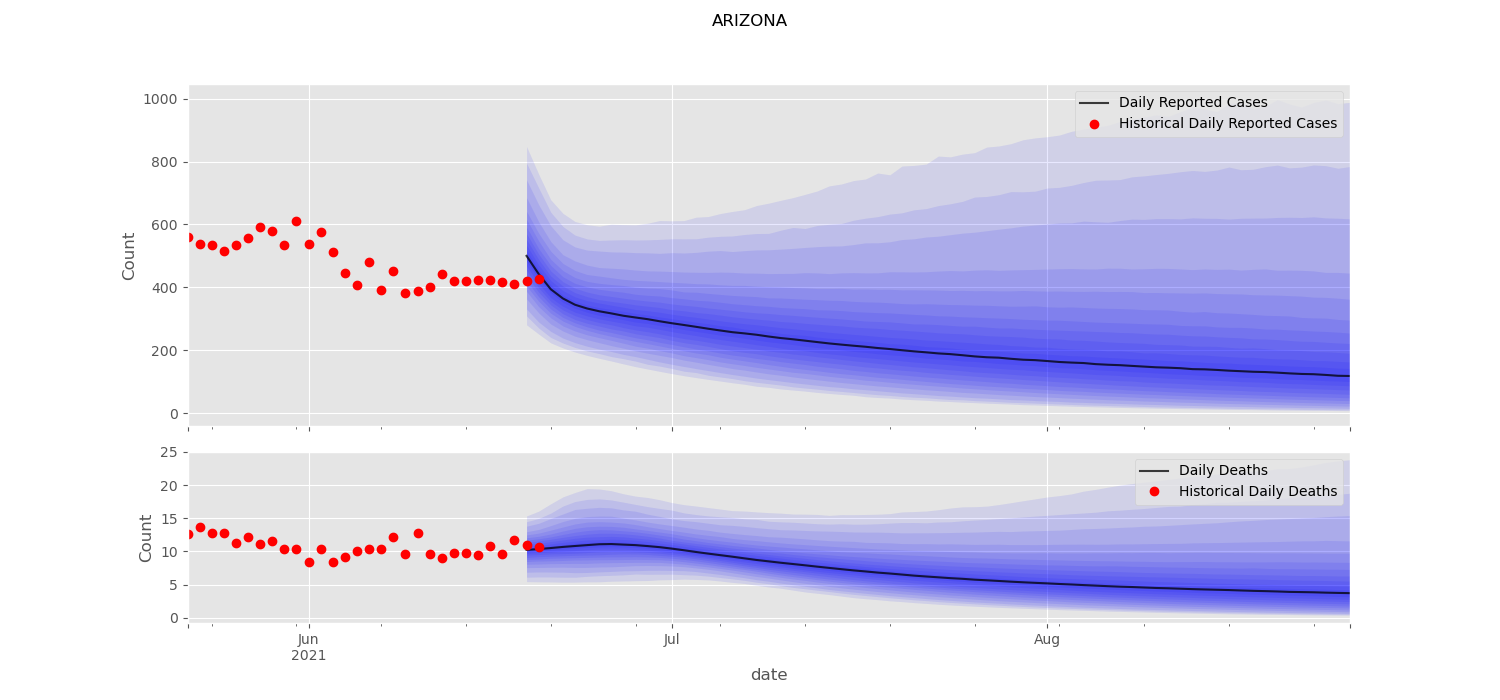 ARIZONA
1000
800
600
400
200
0
Count
Daily Reported Cases
Historical Daily Reported Cases
25
20
15
10
5
0
Count
Daily Deaths
Historical Daily Deaths
Jun
2021
Jul
Aug
date